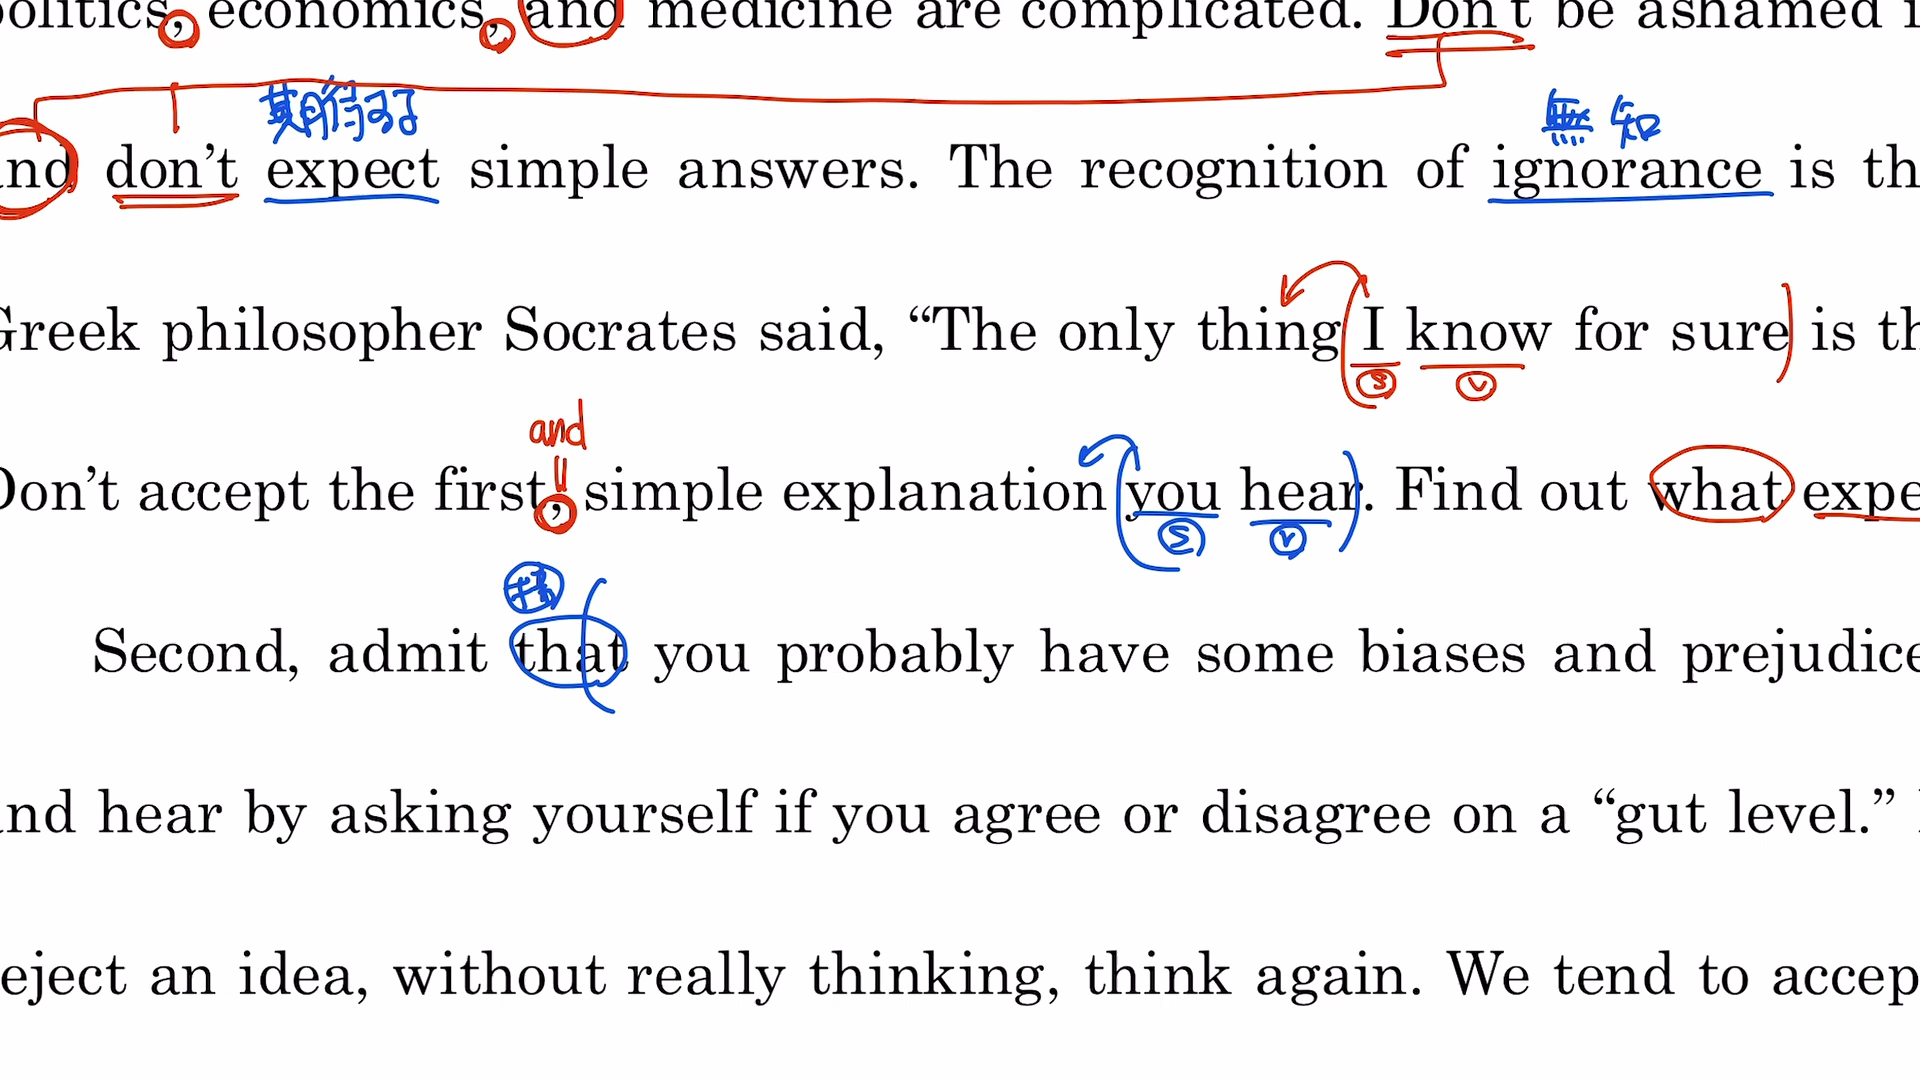 politics, economics, and medicine are complicated. Don't be ashamed i
期待する 無知
and don't expect simple answers. The recognition of ignorance is th
Greek philosopher Socrates said, “The only thing I know for sure is th
S V
and
Don't accept the first, simple explanation you hear. Find out what expe
S V
接
Second, admit that you probably have some biases and prejudice
and hear by asking yourself if you agree or disagree on a “gut level.”
eject an idea, without really thinking, think again. We tend to accep